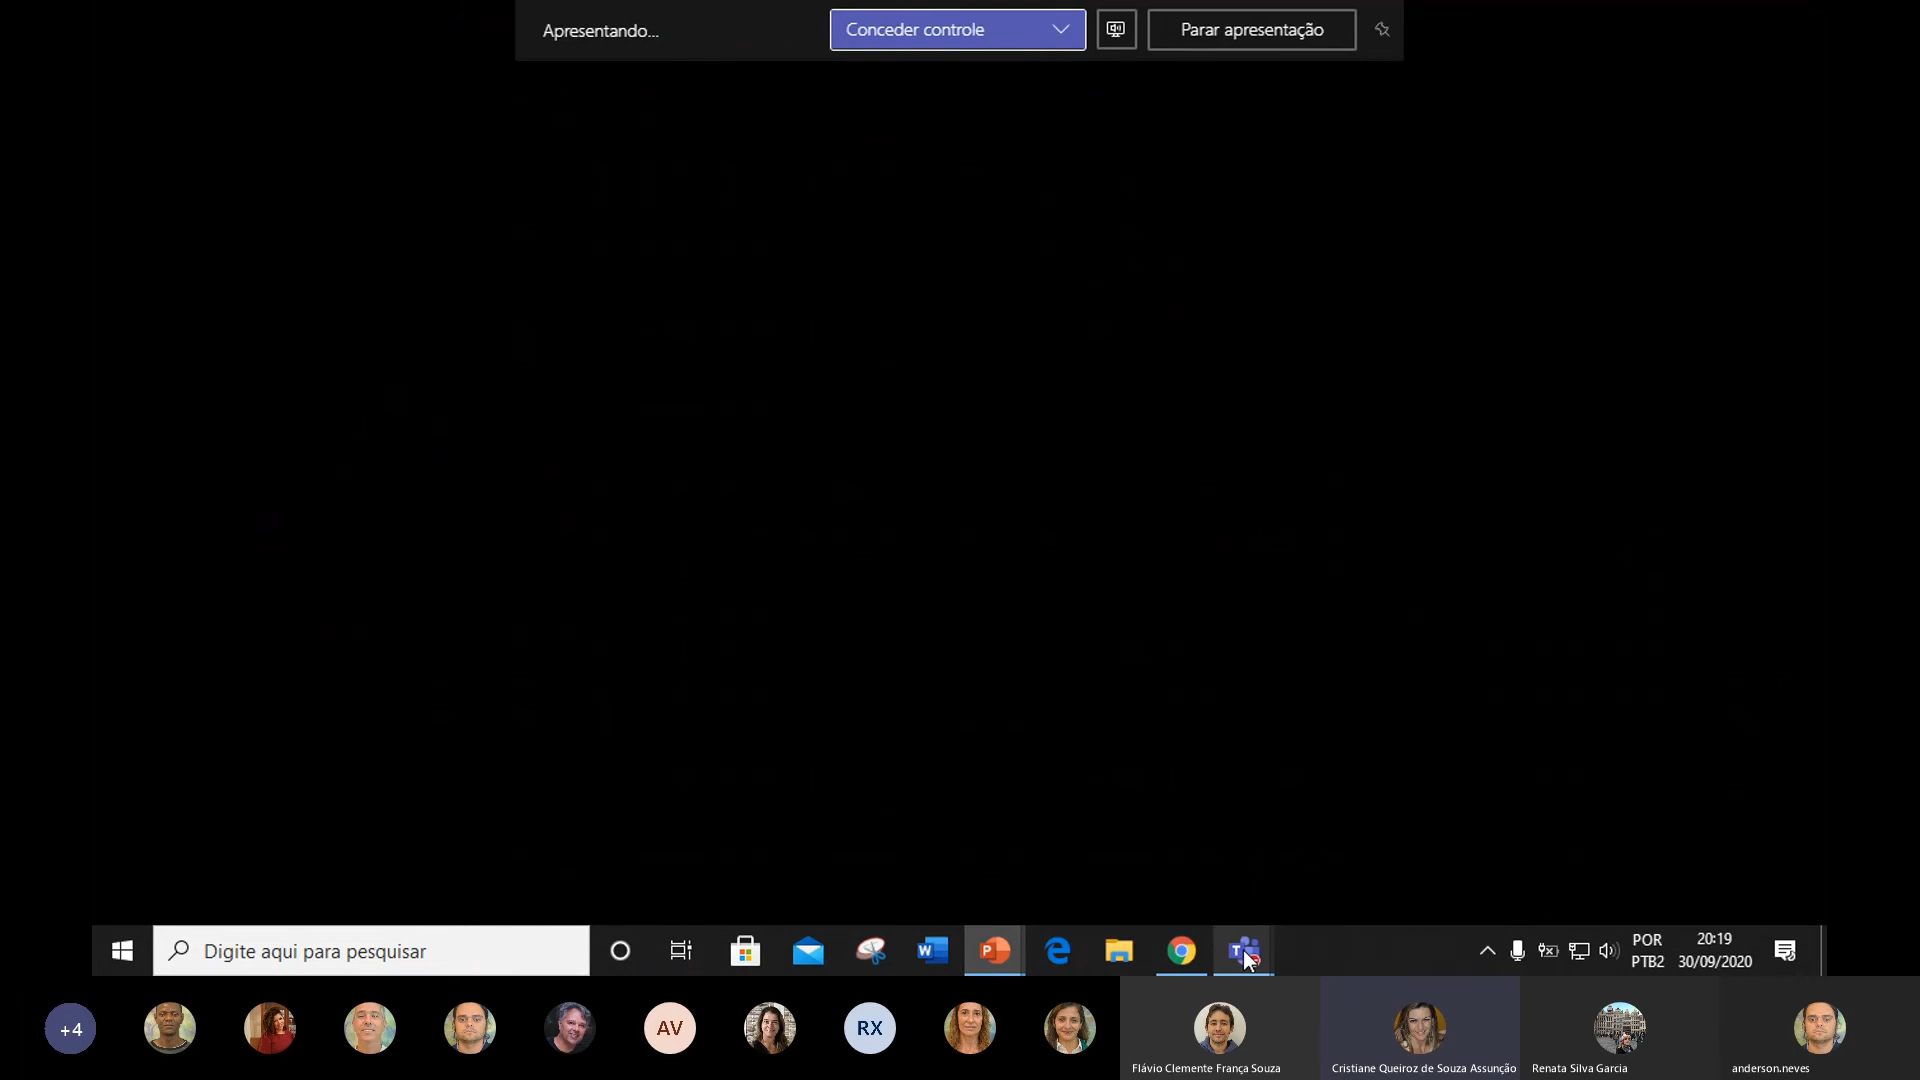 Apresentando...
Conceder controle
Parar apresentação
Digite aqui para pesquisar
POR
PTB2
20:19
30/09/2020
+4
AV
RX
Flávio Clemente França Souza
Cristiane Queiroz de Souza Assunção
Renata Silva Garcia
anderson.neves